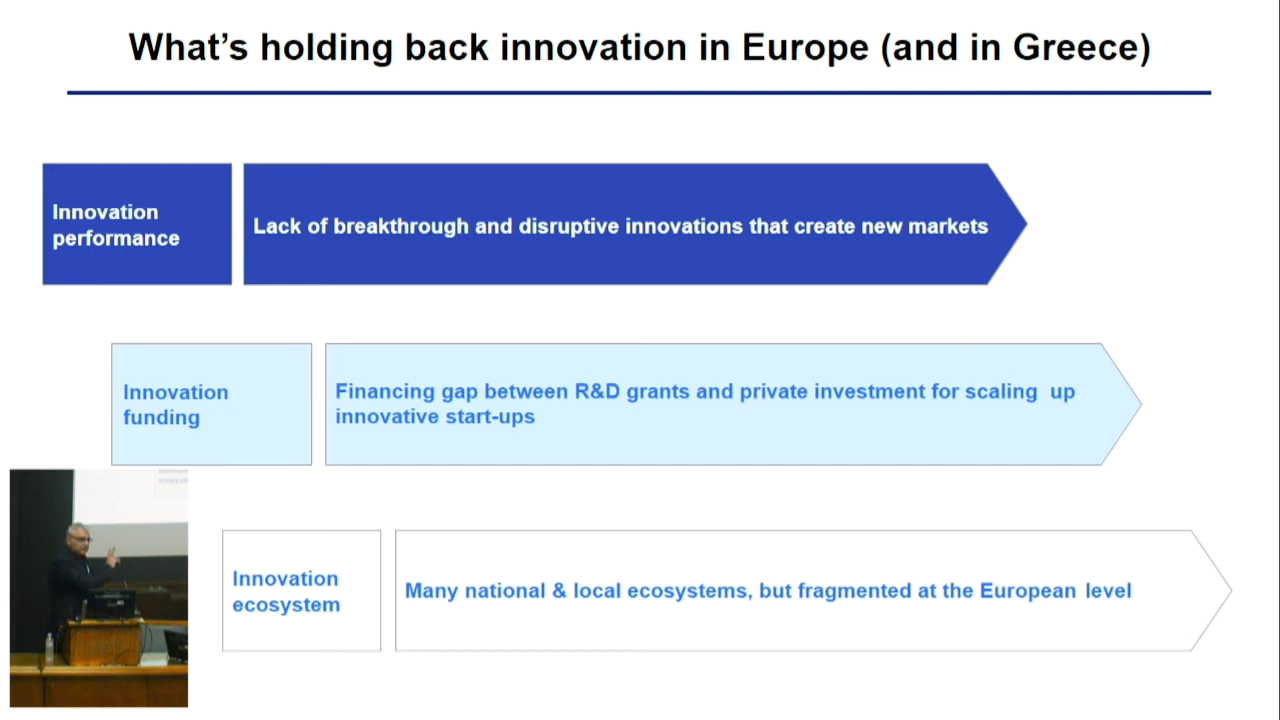 What's holding back innovation in Europe (and in Greece)
Innovation
performance
Lack of breakthrough and disruptive innovations that create new markets
Innovation
funding
Financing gap between R&D grants and private investment for scaling up
innovative start-ups
Innovation
ecosystem
Many national & local ecosystems, but fragmented at the European level